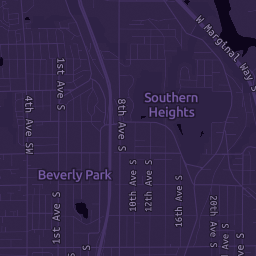 W Marginal Way S
1st Ave S
4th Ave SW
8th Ave S
Southern
Heights
Beverly Park
10th Ave S
12th Ave S
16th Ave S
20th Ave S
1st Ave S
S
Ave S
S